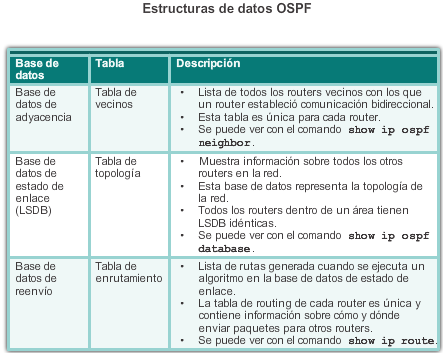 Estructuras de datos OSPF
Base de
datos
Tabla
Descripción
Base de
datos de
adyacencia
Tabla de
vecinos
• Lista de todos los routers vecinos con los que
un router estableció comunicación bidireccional.
• Esta tabla es única para cada router.
• Se puede ver con el comando show ip ospf
neighbor.
Base de
datos de
estado de
enlace
(LSDB)
Tabla de
topología
• Muestra información sobre todos los otros
routers en la red.
• Esta base de datos representa la topología de
la red.
• Todos los routers dentro de un área tienen
LSDB idénticas.
• Se puede ver con el comando show ip ospf
database.
Base de
datos de
reenvío
Tabla de
enrutamiento
• Lista de rutas generada cuando se ejecuta un
algoritmo en la base de datos de estado de
enlace.
• La tabla de routing de cada router es única y
contiene información sobre cómo y dónde
enviar paquetes para otros routers.
• Se puede ver con el comando show ip route.